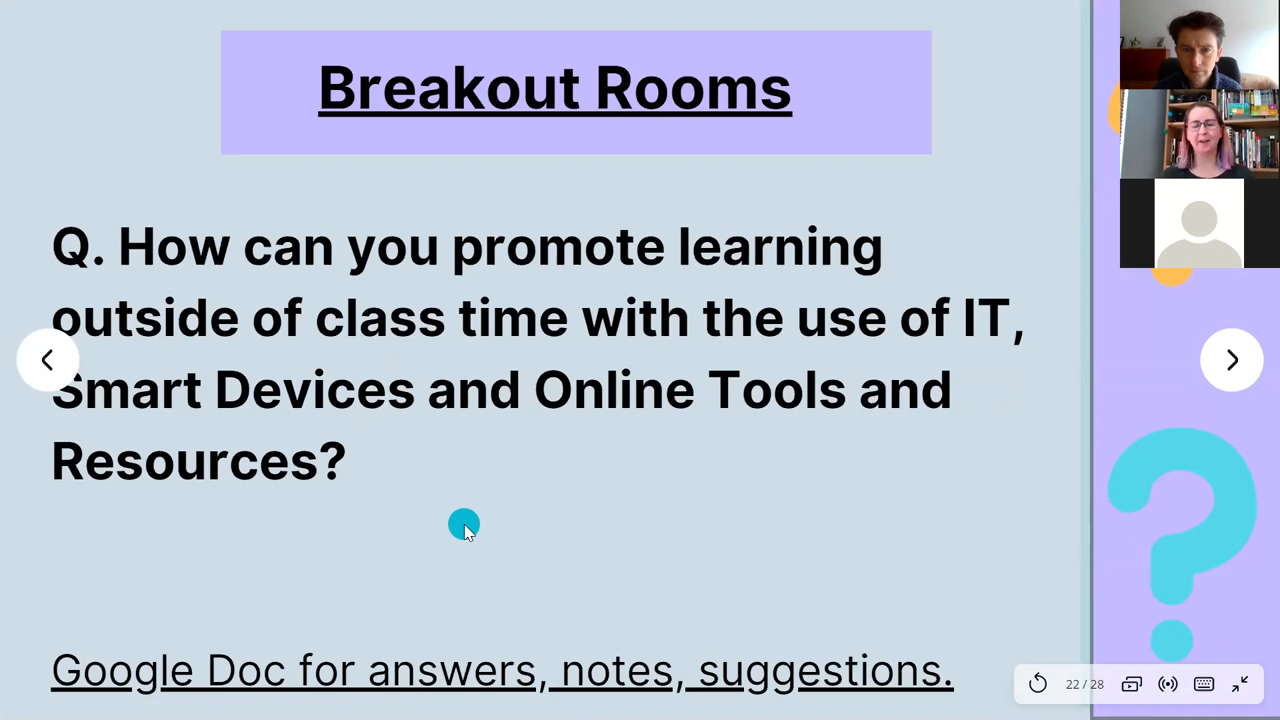 Breakout Rooms
Q. How can you promote learning
outside of class time with the use of IT,
Smart Devices and Online Tools and
Resources?
Google Doc for answers, notes, suggestions.
22 / 28